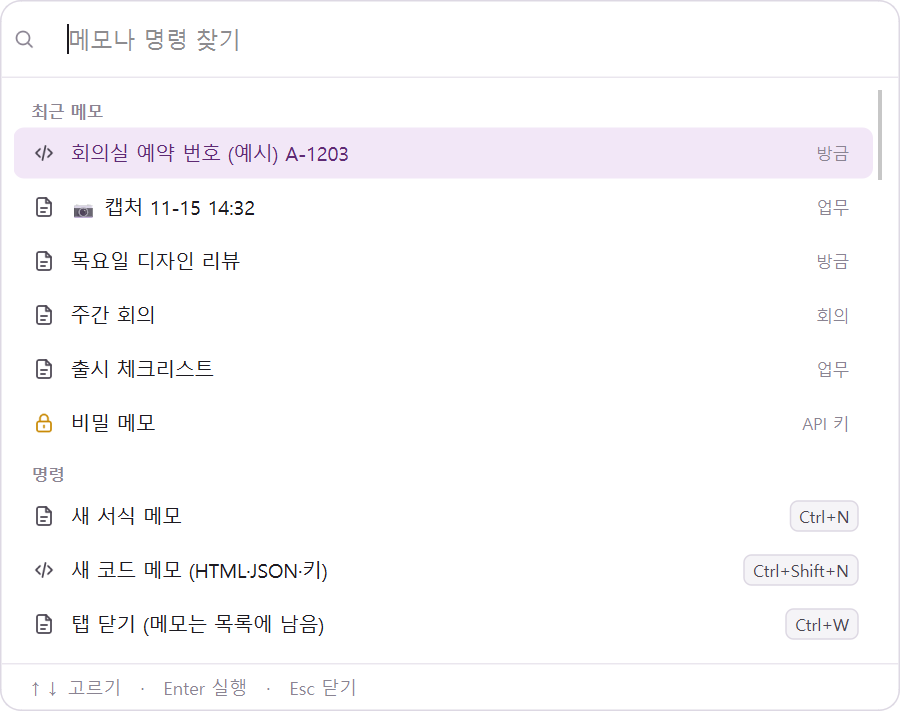 메모나 명령 찾기
최근 메모
회의실 예약 번호 (예시) A-1203 방금
📷 캡처 11-15 14:32 업무
목요일 디자인 리뷰 방금
주간 회의 회의
출시 체크리스트 업무
비밀 메모 API 키
명령
새 서식 메모 Ctrl+N
새 코드 메모 (HTML·JSON·키) Ctrl+Shift+N
탭 닫기 (메모는 목록에 남음) Ctrl+W
↑↓ 고르기 · Enter 실행 · Esc 닫기